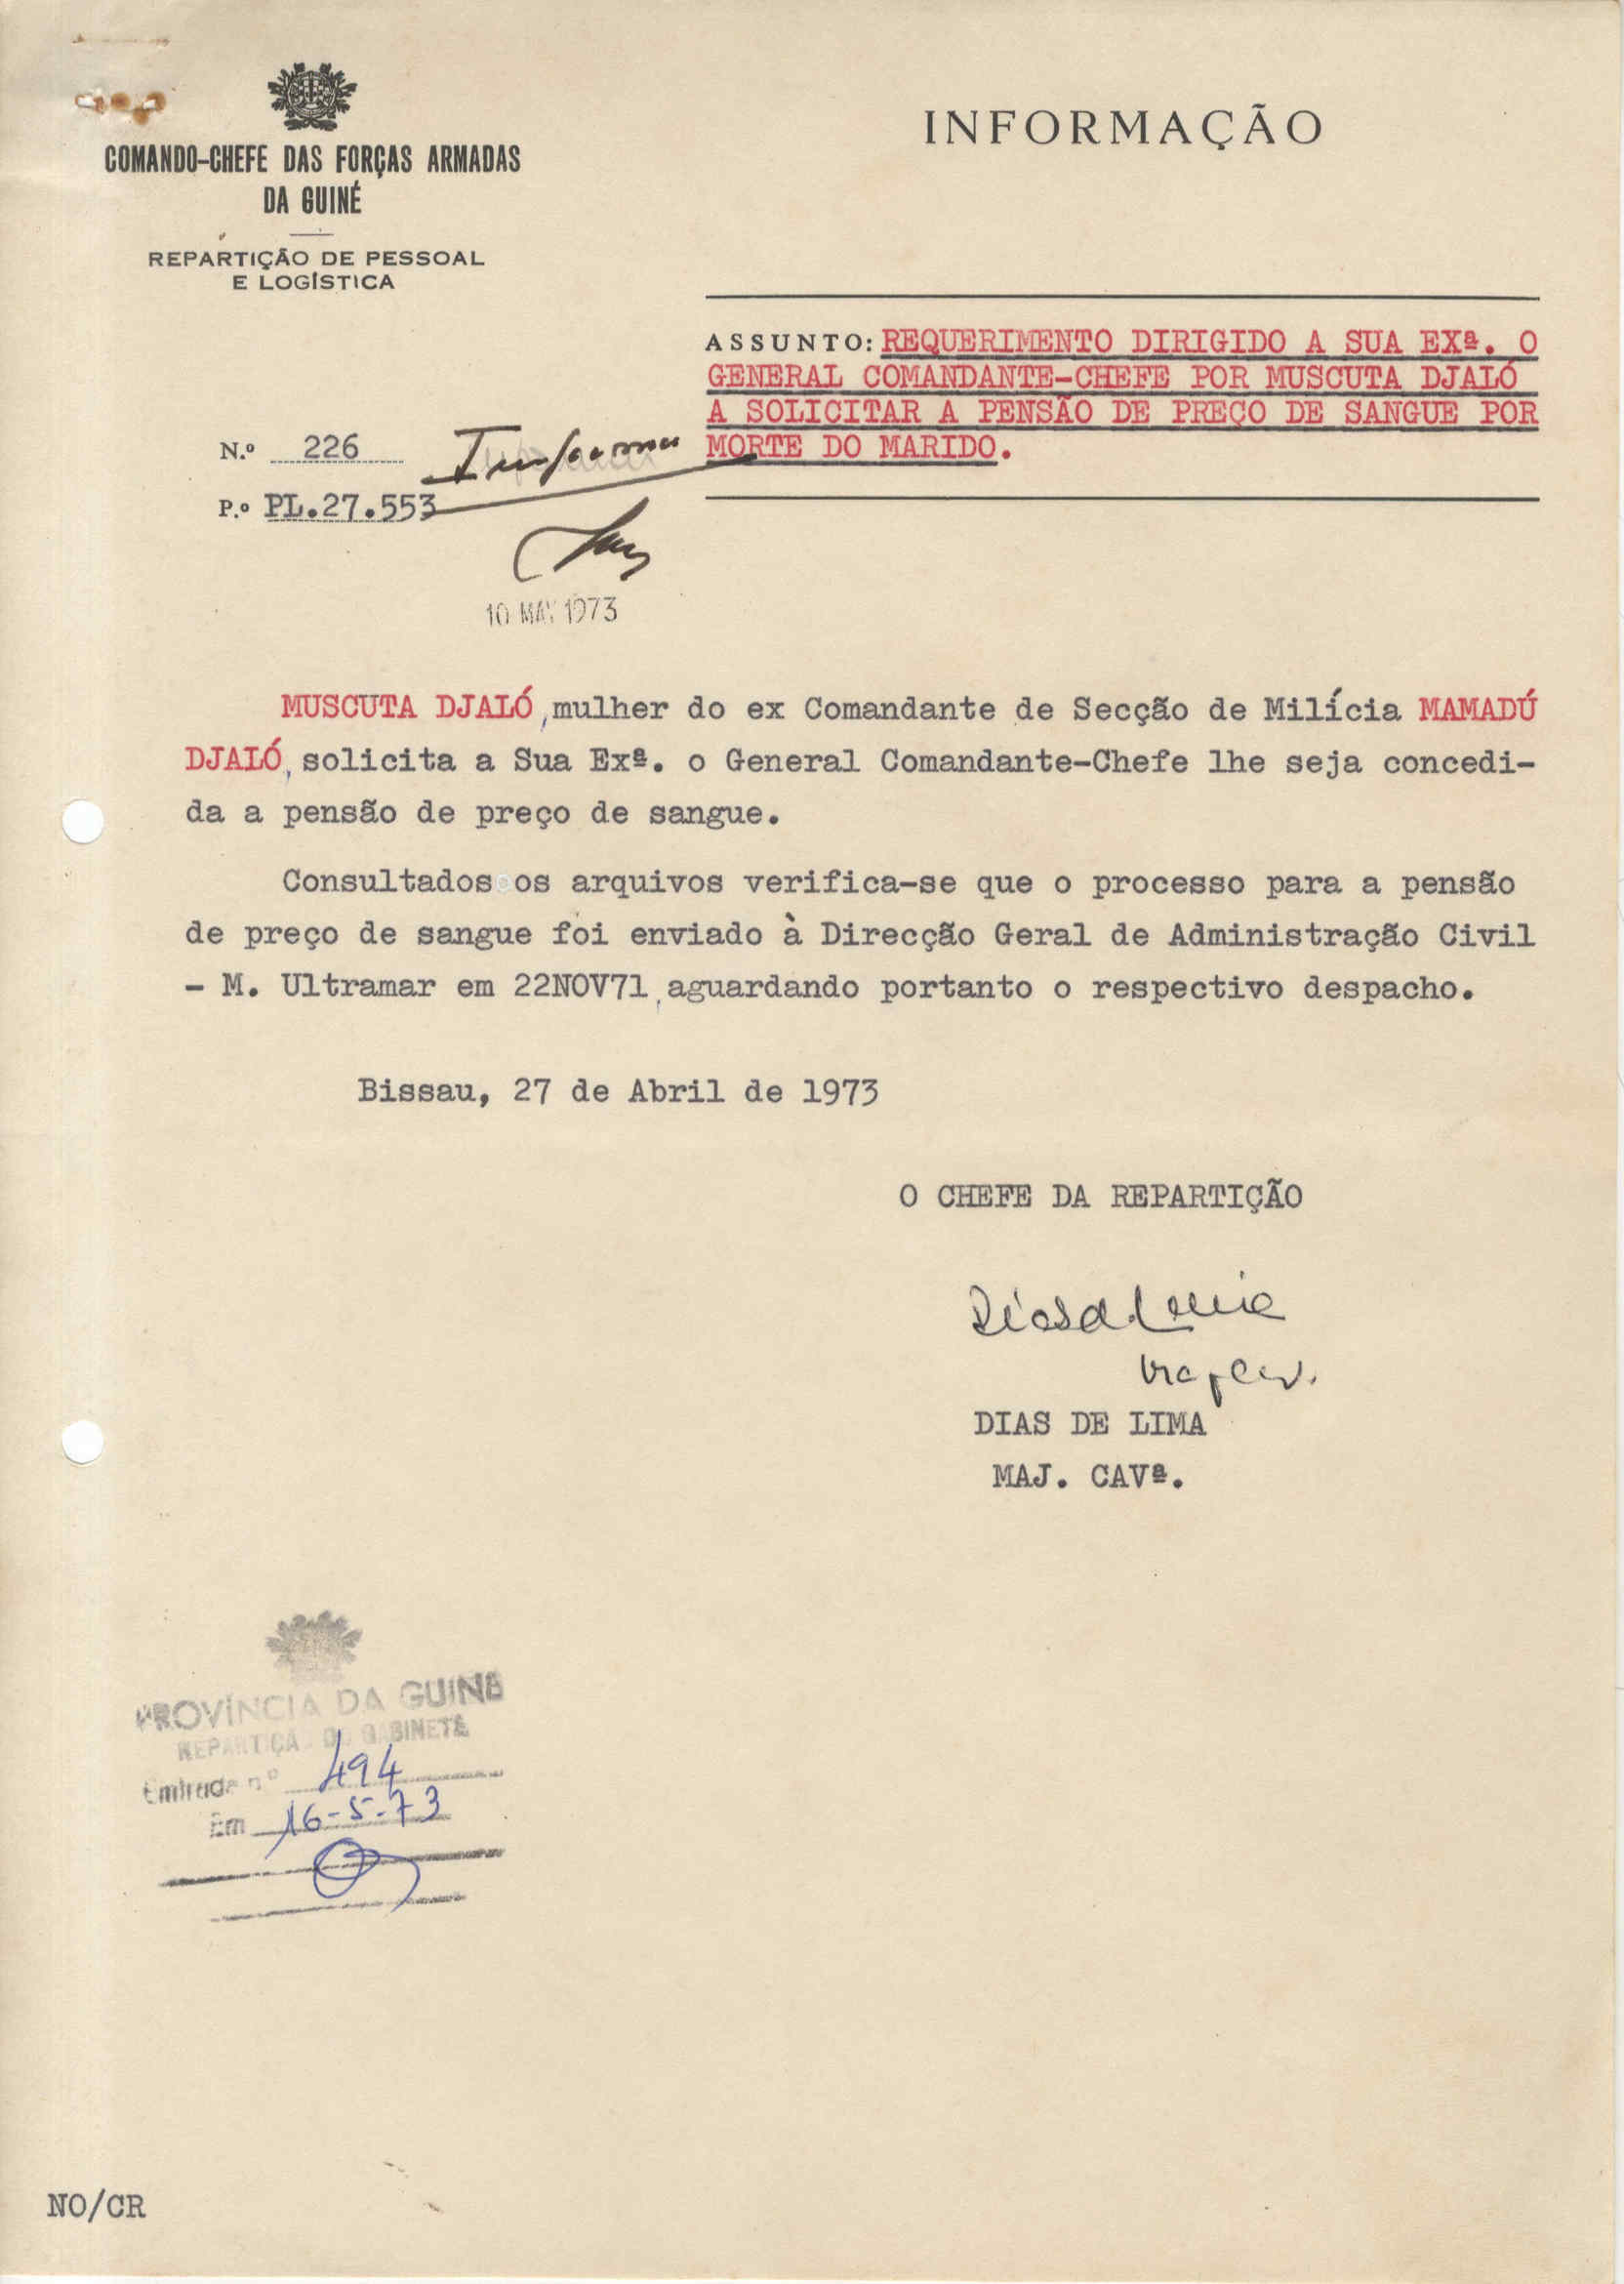 COMANDO-CHEFE DAS FORÇAS ARMADAS
DA GUINÉ
REPARTIÇÃO DE PESSOAL
E LOGÍSTICA
INFORMAÇÃO
ASSUNTO: REQUERIMENTO DIRIGIDO A SUA EXª. O
GENERAL COMANDANTE-CHEFE POR MUSCUTA DJALÓ
A SOLICITAR A PENSÃO DE PREÇO DE SANGUE POR
MORTE DO MARIDO.
N.º 226
P.º PL.27.553
10 MAI 1973
MUSCUTA DJALÓ, mulher do ex Comandante de Secção de Milícia MAMADÚ
DJALÓ, solicita a Sua Exª. o General Comandante-Chefe lhe seja concedi-
da a pensão de preço de sangue.
Consultados os arquivos verifica-se que o processo para a pensão
de preço de sangue foi enviado à Direcção Geral de Administração Civil
- M. Ultramar em 22NOV71, aguardando portanto o respectivo despacho.
Bissau, 27 de Abril de 1973
O CHEFE DA REPARTIÇÃO
Dias de Lima
DIAS DE LIMA
MAJ. CAVª.
PROVÍNCIA DA GUINÉ
REPARTIÇÃO DO GABINETE
Entrada nº 494
Em 16-5-73
NO/CR